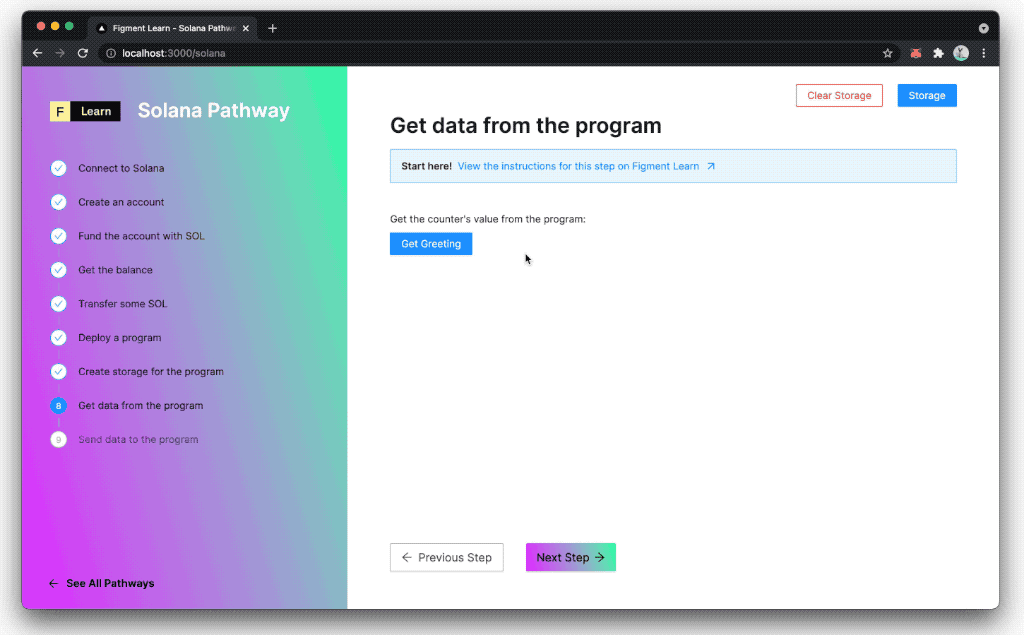 Figment Learn - Solana Pathw
localhost:3000/solana
F Learn Solana Pathway
Connect to Solana
Create an account
Fund the account with SOL
Get the balance
Transfer some SOL
Deploy a program
Create storage for the program
8 Get data from the program
9 Send data to the program
See All Pathways
Clear Storage Storage
Get data from the program
Start here! View the instructions for this step on Figment Learn
Get the counter's value from the program:
Get Greeting
Previous Step Next Step